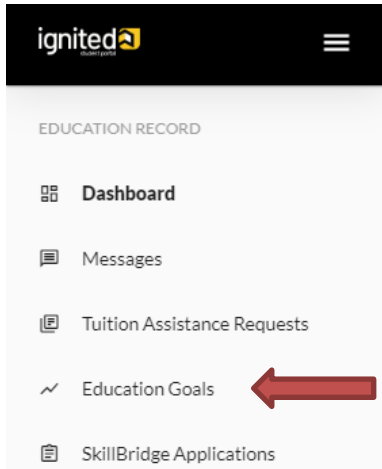 ignited
student portal
EDUCATION RECORD
Dashboard
Messages
Tuition Assistance Requests
Education Goals
SkillBridge Applications